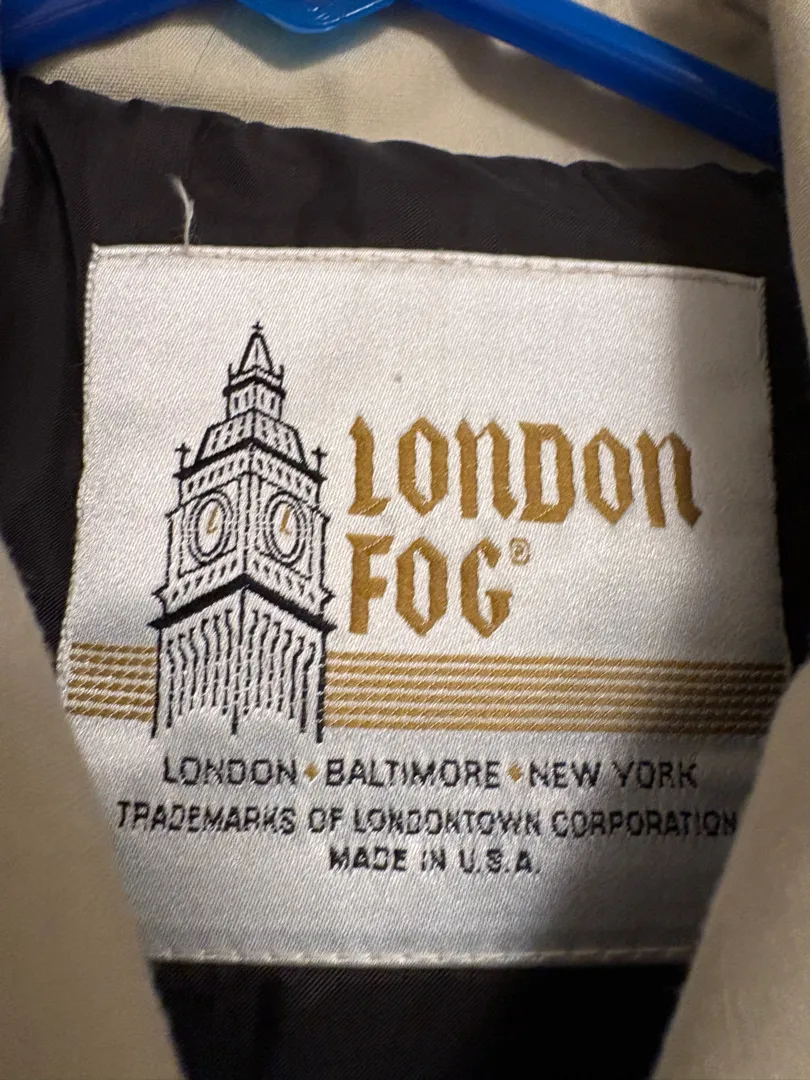 LONDON
FOG®
LONDON • BALTIMORE • NEW YORK
TRADEMARKS OF LONDONTOWN CORPORATION
MADE IN U.S.A.